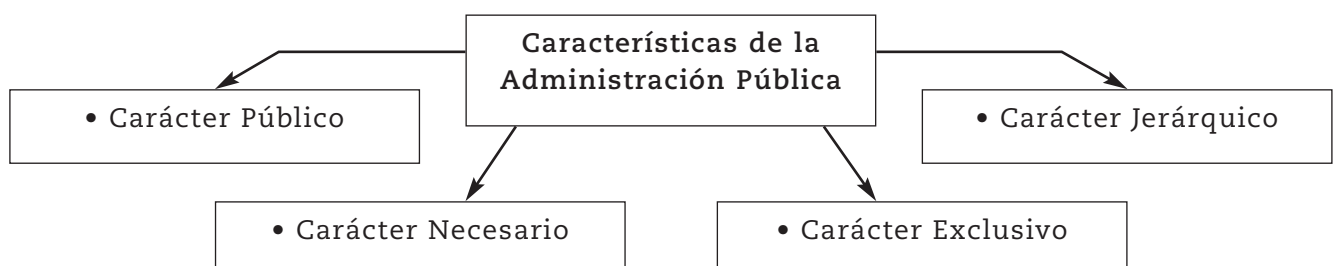 Características de la
Administración Pública
• Carácter Público
• Carácter Jerárquico
• Carácter Necesario
• Carácter Exclusivo